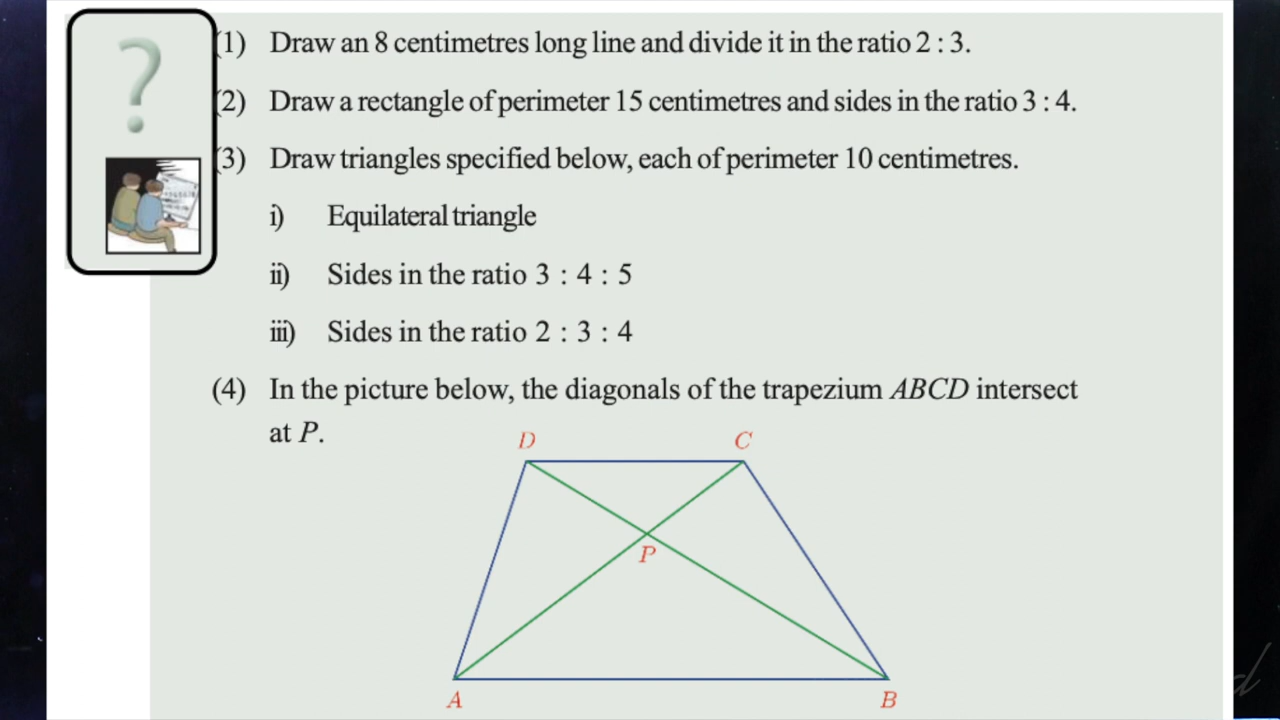 ?
(1) Draw an 8 centimetres long line and divide it in the ratio 2 : 3.
(2) Draw a rectangle of perimeter 15 centimetres and sides in the ratio 3 : 4.
(3) Draw triangles specified below, each of perimeter 10 centimetres.
i) Equilateral triangle
ii) Sides in the ratio 3 : 4 : 5
iii) Sides in the ratio 2 : 3 : 4
(4) In the picture below, the diagonals of the trapezium ABCD intersect
at P.
D C
P
A B